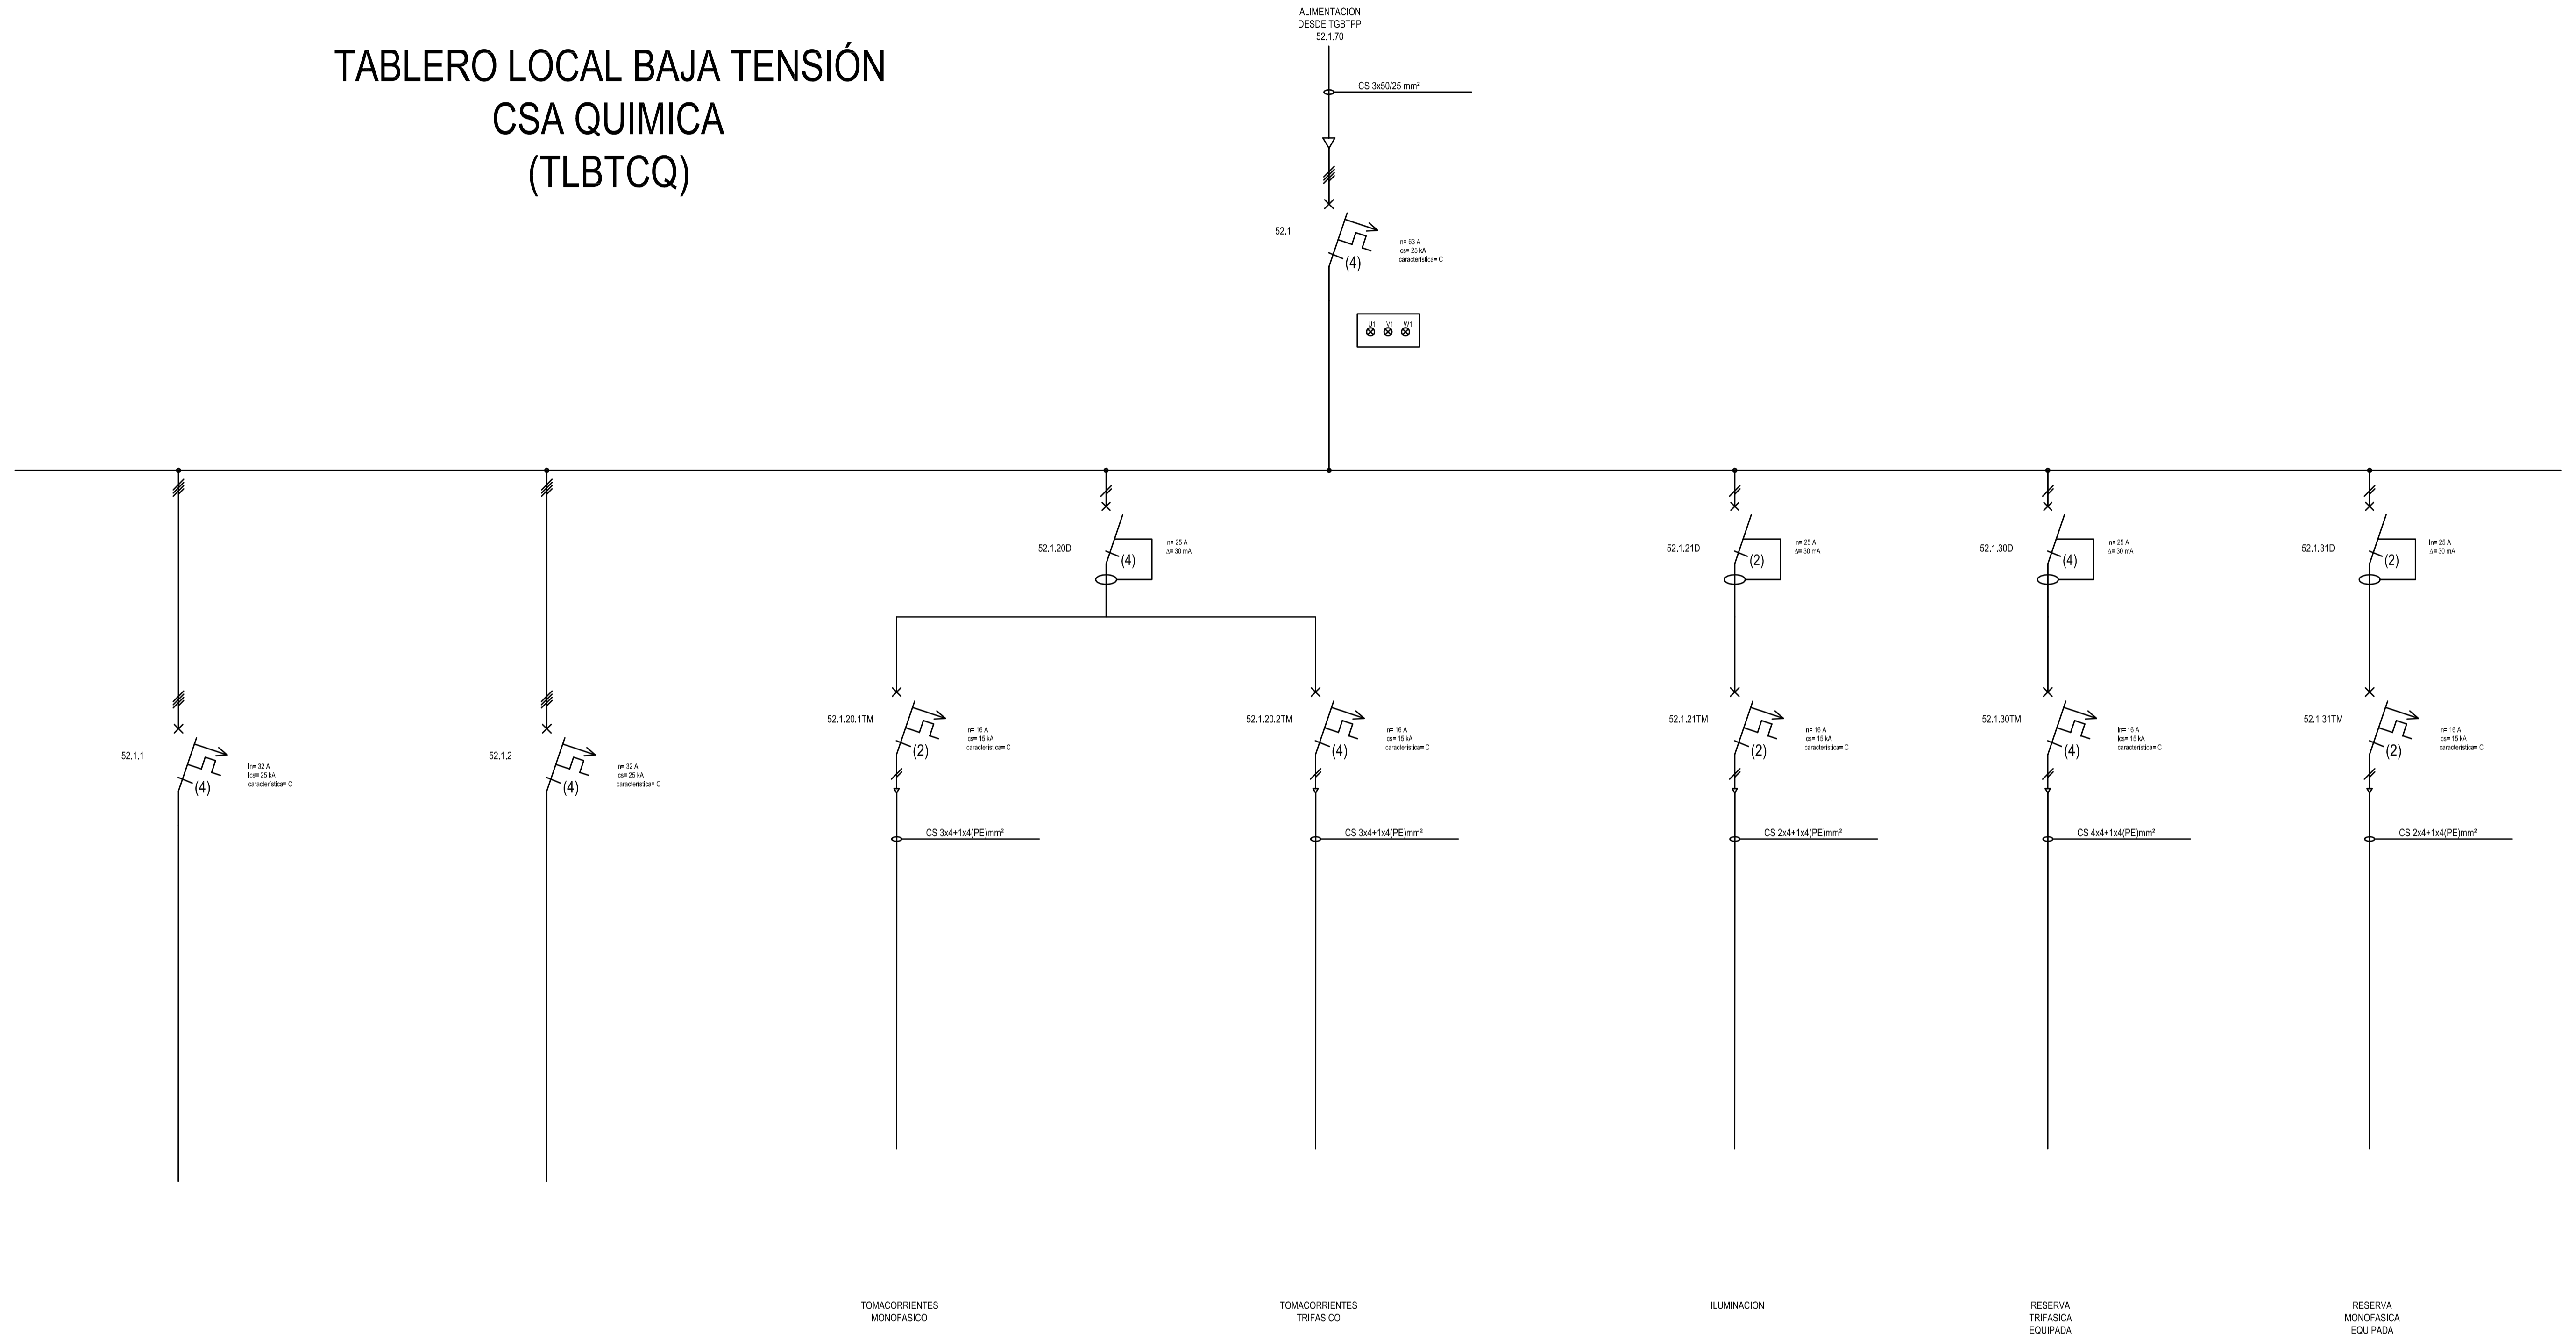 ALIMENTACION
DESDE TGBTPP
52.1.70
TABLERO LOCAL BAJA TENSIÓN
CSA QUIMICA
(TLBTCQ)
CS 3x50/25 mm²
52.1
(4)
In= 63 A
Ics= 25 kA
característica= C
U1 V1 W1
52.1.20D
(4)
In= 25 A
Δ= 30 mA
52.1.21D
(2)
In= 25 A
Δ= 30 mA
52.1.30D
(4)
In= 25 A
Δ= 30 mA
52.1.31D
(2)
In= 25 A
Δ= 30 mA
52.1.1
(4)
In= 32 A
Ics= 25 kA
característica= C
52.1.2
(4)
In= 32 A
Ics= 25 kA
característica= C
52.1.20.1TM
(2)
In= 16 A
Ics= 15 kA
característica= C
52.1.20.2TM
(4)
In= 16 A
Ics= 15 kA
característica= C
52.1.21TM
(2)
In= 16 A
Ics= 15 kA
característica= C
52.1.30TM
(4)
In= 16 A
Ics= 15 kA
característica= C
52.1.31TM
(2)
In= 16 A
Ics= 15 kA
característica= C
CS 3x4+1x4(PE)mm²
CS 3x4+1x4(PE)mm²
CS 2x4+1x4(PE)mm²
CS 4x4+1x4(PE)mm²
CS 2x4+1x4(PE)mm²
TOMACORRIENTES
MONOFASICO
TOMACORRIENTES
TRIFASICO
ILUMINACION
RESERVA
TRIFASICA
EQUIPADA
RESERVA
MONOFASICA
EQUIPADA